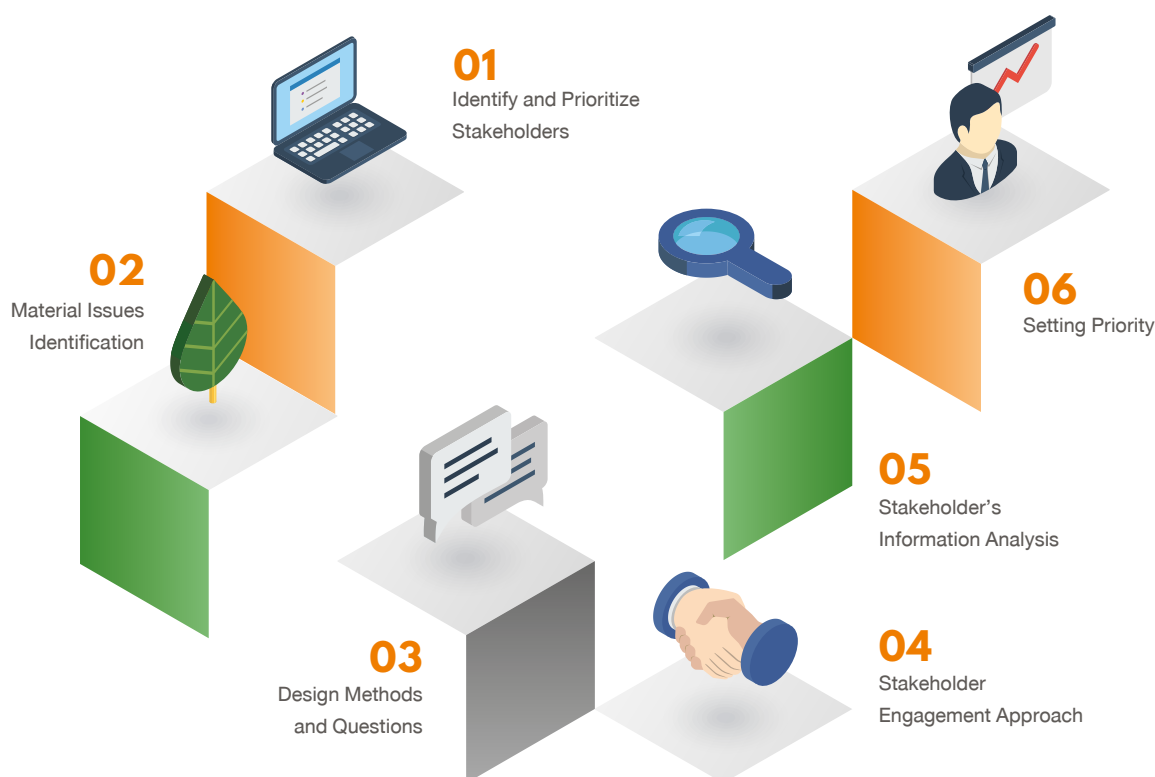 01
Identify and Prioritize
Stakeholders
02
Material Issues
Identification
03
Design Methods
and Questions
04
Stakeholder
Engagement Approach
05
Stakeholder’s
Information Analysis
06
Setting Priority